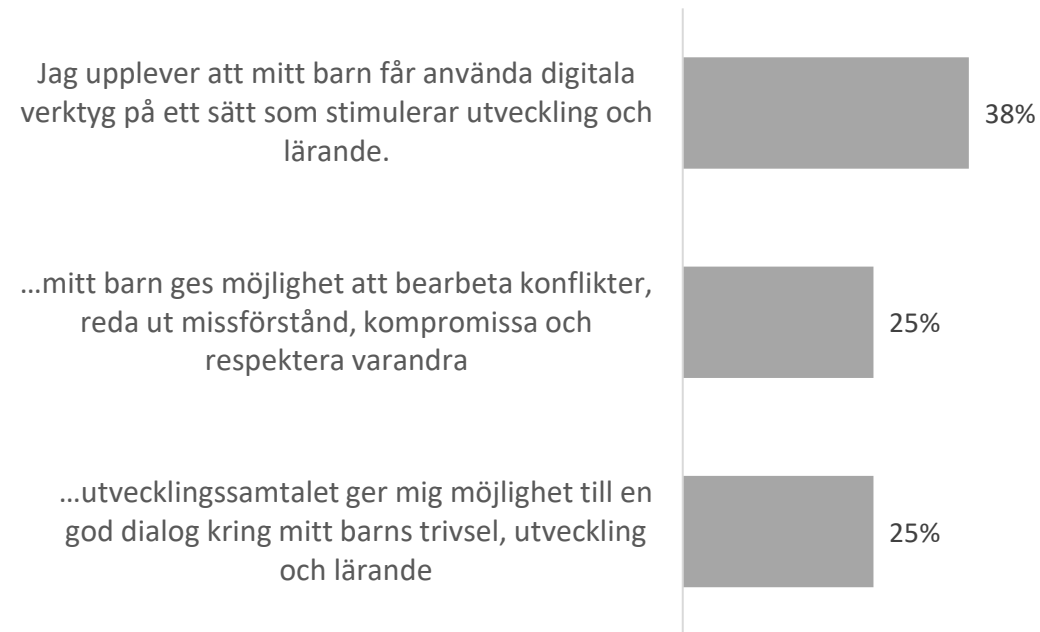 Jag upplever att mitt barn får använda digitala
verktyg på ett sätt som stimulerar utveckling och
lärande.
38%
...mitt barn ges möjlighet att bearbeta konflikter,
reda ut missförstånd, kompromissa och
respektera varandra
25%
...utvecklingssamtalet ger mig möjlighet till en
god dialog kring mitt barns trivsel, utveckling
och lärande
25%